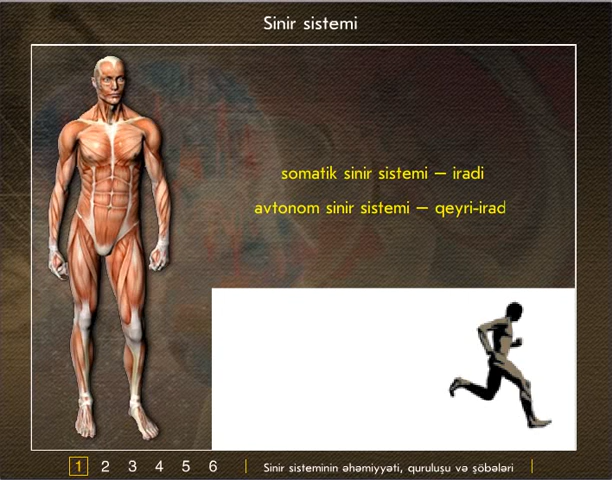 Sinir sistemi
somatik sinir sistemi – iradi
avtonom sinir sistemi – qeyri-irad
1 2 3 4 5 6 | Sinir sisteminin əhəmiyyəti, quruluşu və şöbələri |